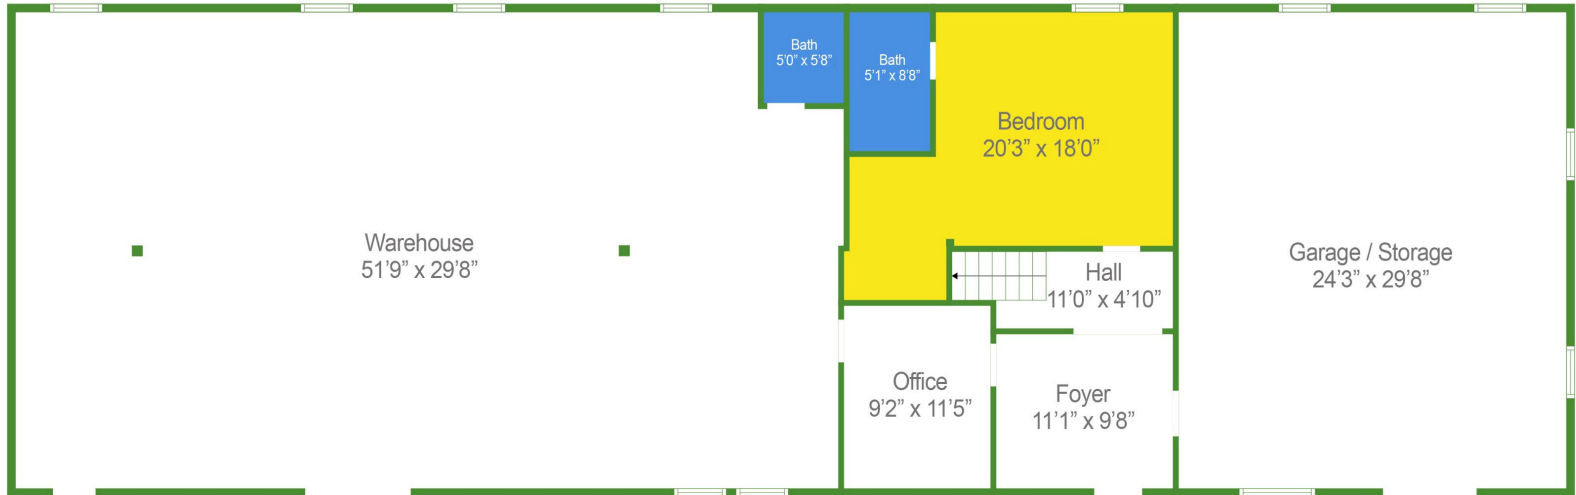 Bath
5’0” x 5’8”
Bath
5’1” x 8’8”
Bedroom
20’3” x 18’0”
Warehouse
51’9” x 29’8”
Garage / Storage
24’3” x 29’8”
Hall
11’0” x 4’10”
Office
9’2” x 11’5”
Foyer
11’1” x 9’8”